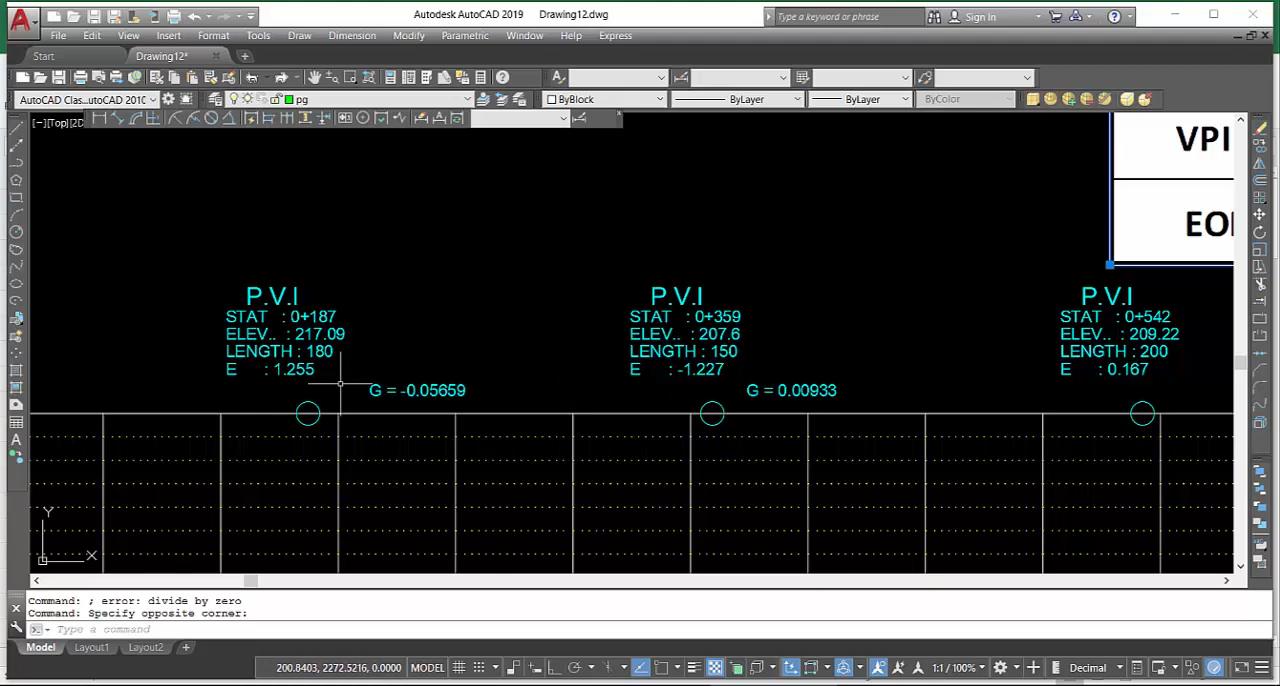 Autodesk AutoCAD 2019 Drawing12.dwg
Type a keyword or phrase
Sign In
File Edit View Insert Format Tools Draw Dimension Modify Parametric Window Help Express
Start
Drawing12*
AutoCAD Clas...utoCAD 2010
pg
ByBlock
ByLayer
ByLayer
ByColor
[−][Top][2D
VPI
P.V.I
STAT : 0+187
ELEV.. : 217.09
LENGTH : 180
E : 1.255
G = -0.05659
P.V.I
STAT : 0+359
ELEV.. : 207.6
LENGTH : 150
E : -1.227
G = 0.00933
P.V.I
STAT : 0+542
ELEV.. : 209.22
LENGTH : 200
E : 0.167
Y
X
Command: ; error: divide by zero
Command: Specify opposite corner:
Type a command
Model Layout1 Layout2
200.8403, 2272.5216, 0.0000 MODEL
1:1 / 100%
Decimal